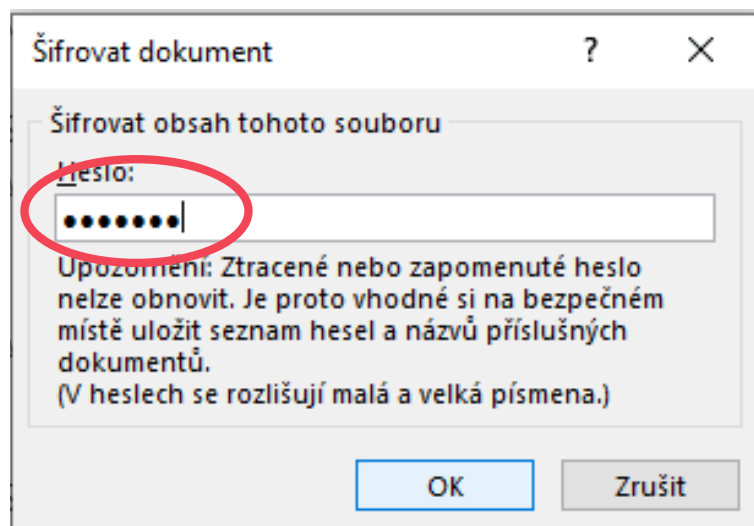 Šifrovat dokument ?
Šifrovat obsah tohoto souboru
Heslo:
●●●●●●●
Upozornění: Ztracené nebo zapomenuté heslo
nelze obnovit. Je proto vhodné si na bezpečném
místě uložit seznam hesel a názvů příslušných
dokumentů.
(V heslech se rozlišují malá a velká písmena.)
OK Zrušit